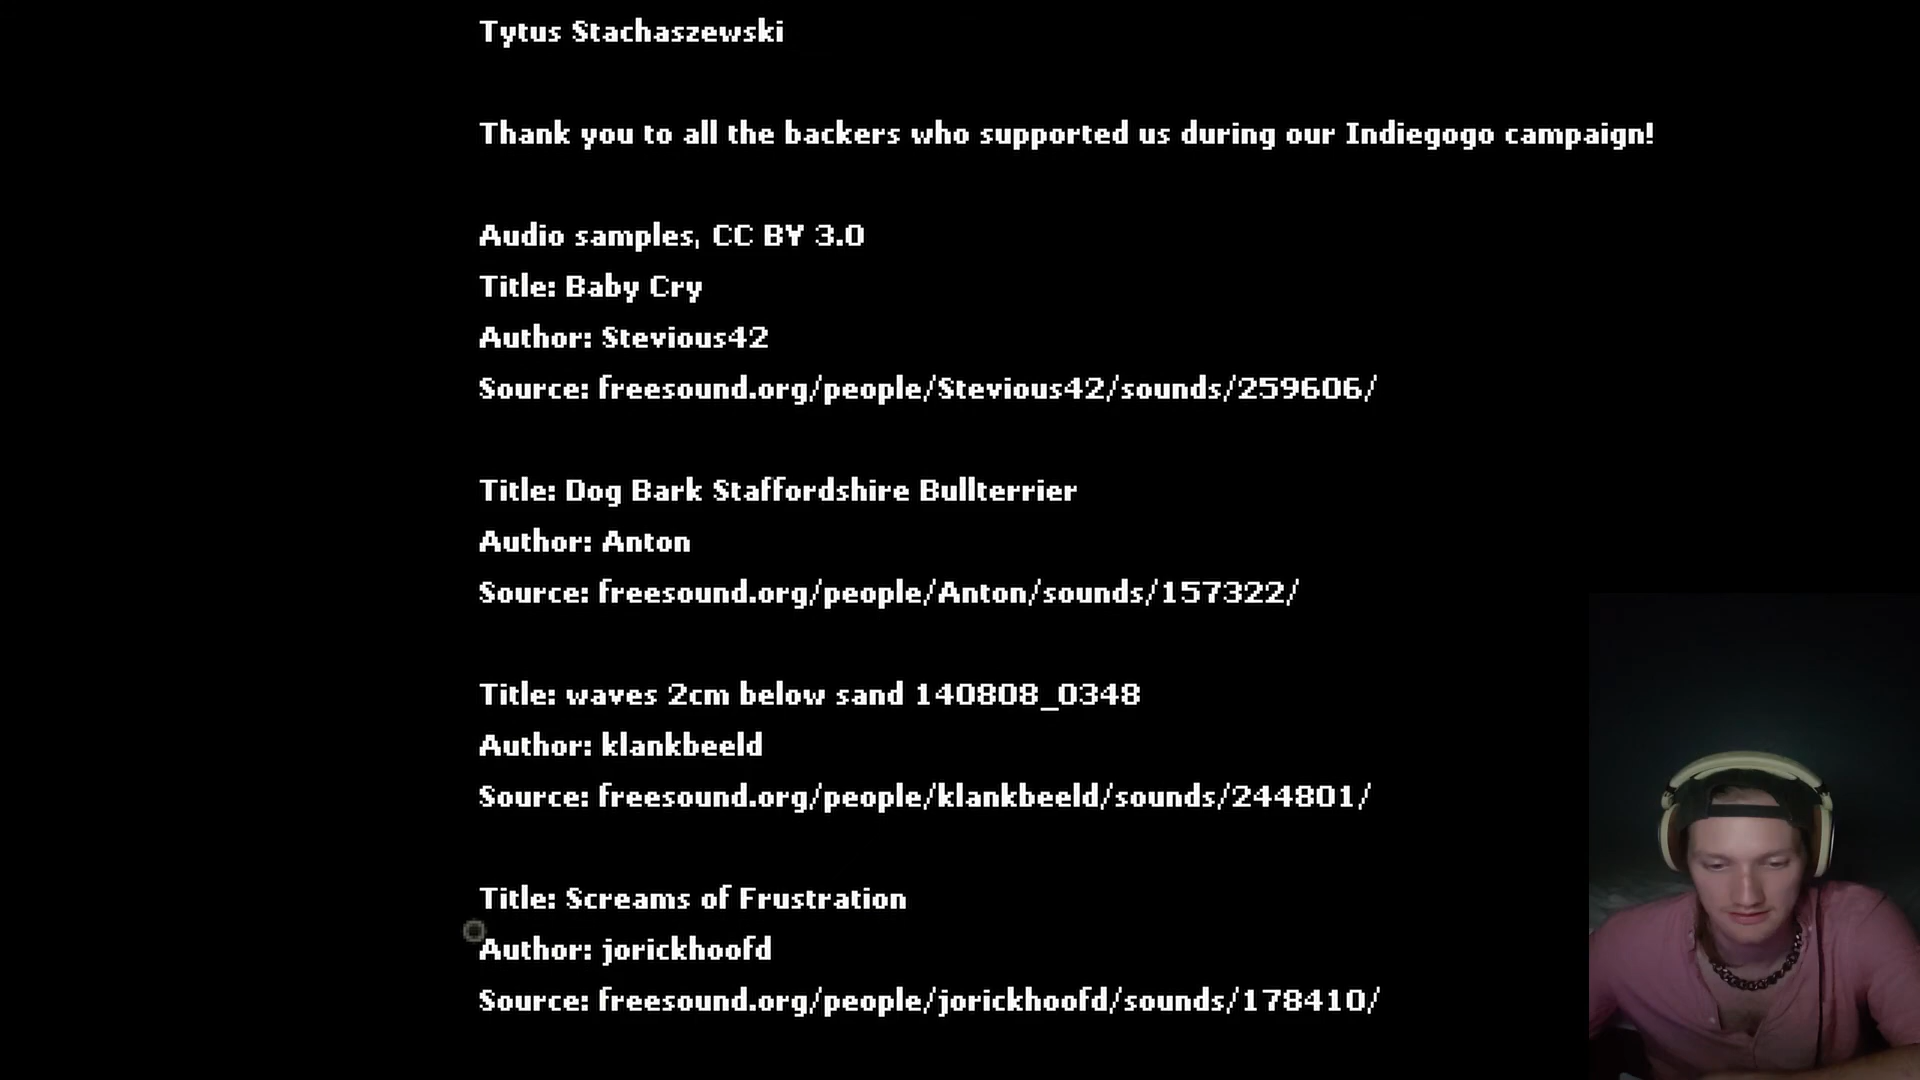 Tytus Stachaszewski
Thank you to all the backers who supported us during our Indiegogo campaign!
Audio samples, CC BY 3.0
Title: Baby Cry
Author: Stevious42
Source: freesound.org/people/Stevious42/sounds/259606/
Title: Dog Bark Staffordshire Bullterrier
Author: Anton
Source: freesound.org/people/Anton/sounds/157322/
Title: waves 2cm below sand 140808_0348
Author: klankbeeld
Source: freesound.org/people/klankbeeld/sounds/244801/
Title: Screams of Frustration
Author: jorickhoofd
Source: freesound.org/people/jorickhoofd/sounds/178410/